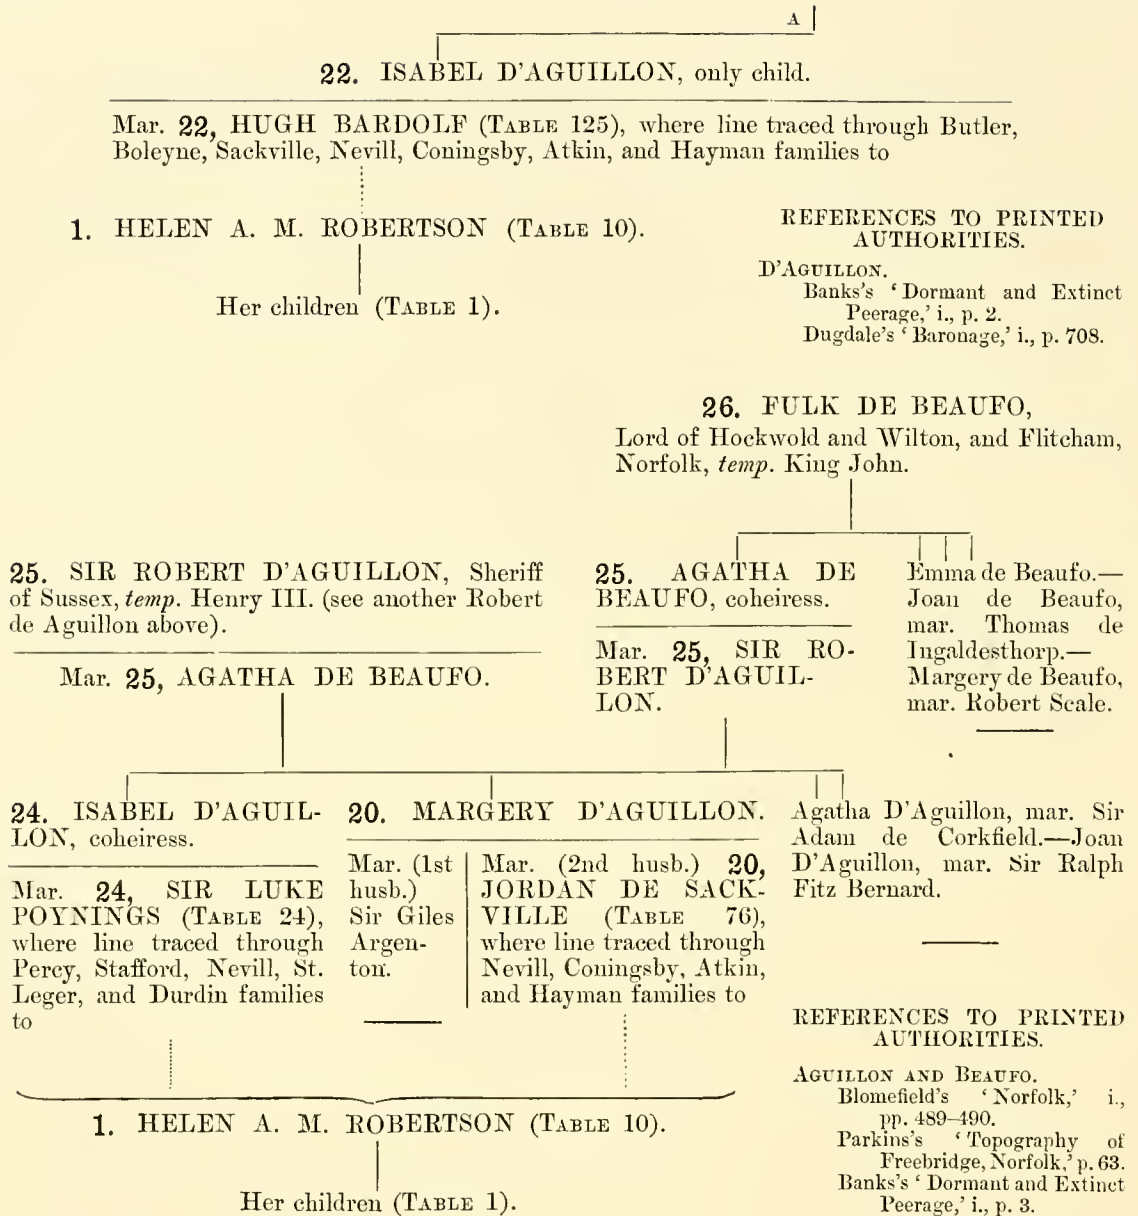 A
22. ISABEL D'AGUILLON, only child.
Mar. 22, HUGH BARDOLF (TABLE 125), where line traced through Butler,
Boleyne, Sackville, Nevill, Coningsby, Atkin, and Hayman families to
1. HELEN A. M. ROBERTSON (TABLE 10).
Her children (TABLE 1).
REFERENCES TO PRINTED
AUTHORITIES.
D'AGUILLON.
Banks's ‘Dormant and Extinct
Peerage,’ i., p. 2.
Dugdale's ‘Baronage,’ i., p. 708.
26. FULK DE BEAUFO,
Lord of Hockwold and Wilton, and Flitcham,
Norfolk, temp. King John.
25. SIR ROBERT D'AGUILLON, Sheriff
of Sussex, temp. Henry III. (see another Robert
de Aguillon above).
Mar. 25, AGATHA DE BEAUFO.
25. AGATHA DE
BEAUFO, coheiress.
Mar. 25, SIR RO-
BERT D'AGUIL-
LON.
Emma de Beaufo.—
Joan de Beaufo,
mar. Thomas de
Ingaldesthorp.—
Margery de Beaufo,
mar. Robert Scale.
24. ISABEL D'AGUIL-
LON, coheiress.
Mar. 24, SIR LUKE
POYNINGS (TABLE 24),
where line traced through
Percy, Stafford, Nevill, St.
Leger, and Durdin families
to
20. MARGERY D'AGUILLON.
Mar. (1st
husb.)
Sir Giles
Argen-
ton.
Mar. (2nd husb.) 20,
JORDAN DE SACK-
VILLE (TABLE 76),
where line traced through
Nevill, Coningsby, Atkin,
and Hayman families to
Agatha D'Aguillon, mar. Sir
Adam de Corkfield.—Joan
D'Aguillon, mar. Sir Ralph
Fitz Bernard.
1. HELEN A. M. ROBERTSON (TABLE 10).
Her children (TABLE 1).
REFERENCES TO PRINTED
AUTHORITIES.
AGUILLON AND BEAUFO.
Blomefield's ‘Norfolk,’ i.,
pp. 489–490.
Parkins's ‘Topography of
Freebridge, Norfolk,’ p. 63.
Banks's ‘Dormant and Extinct
Peerage,’ i., p. 3.